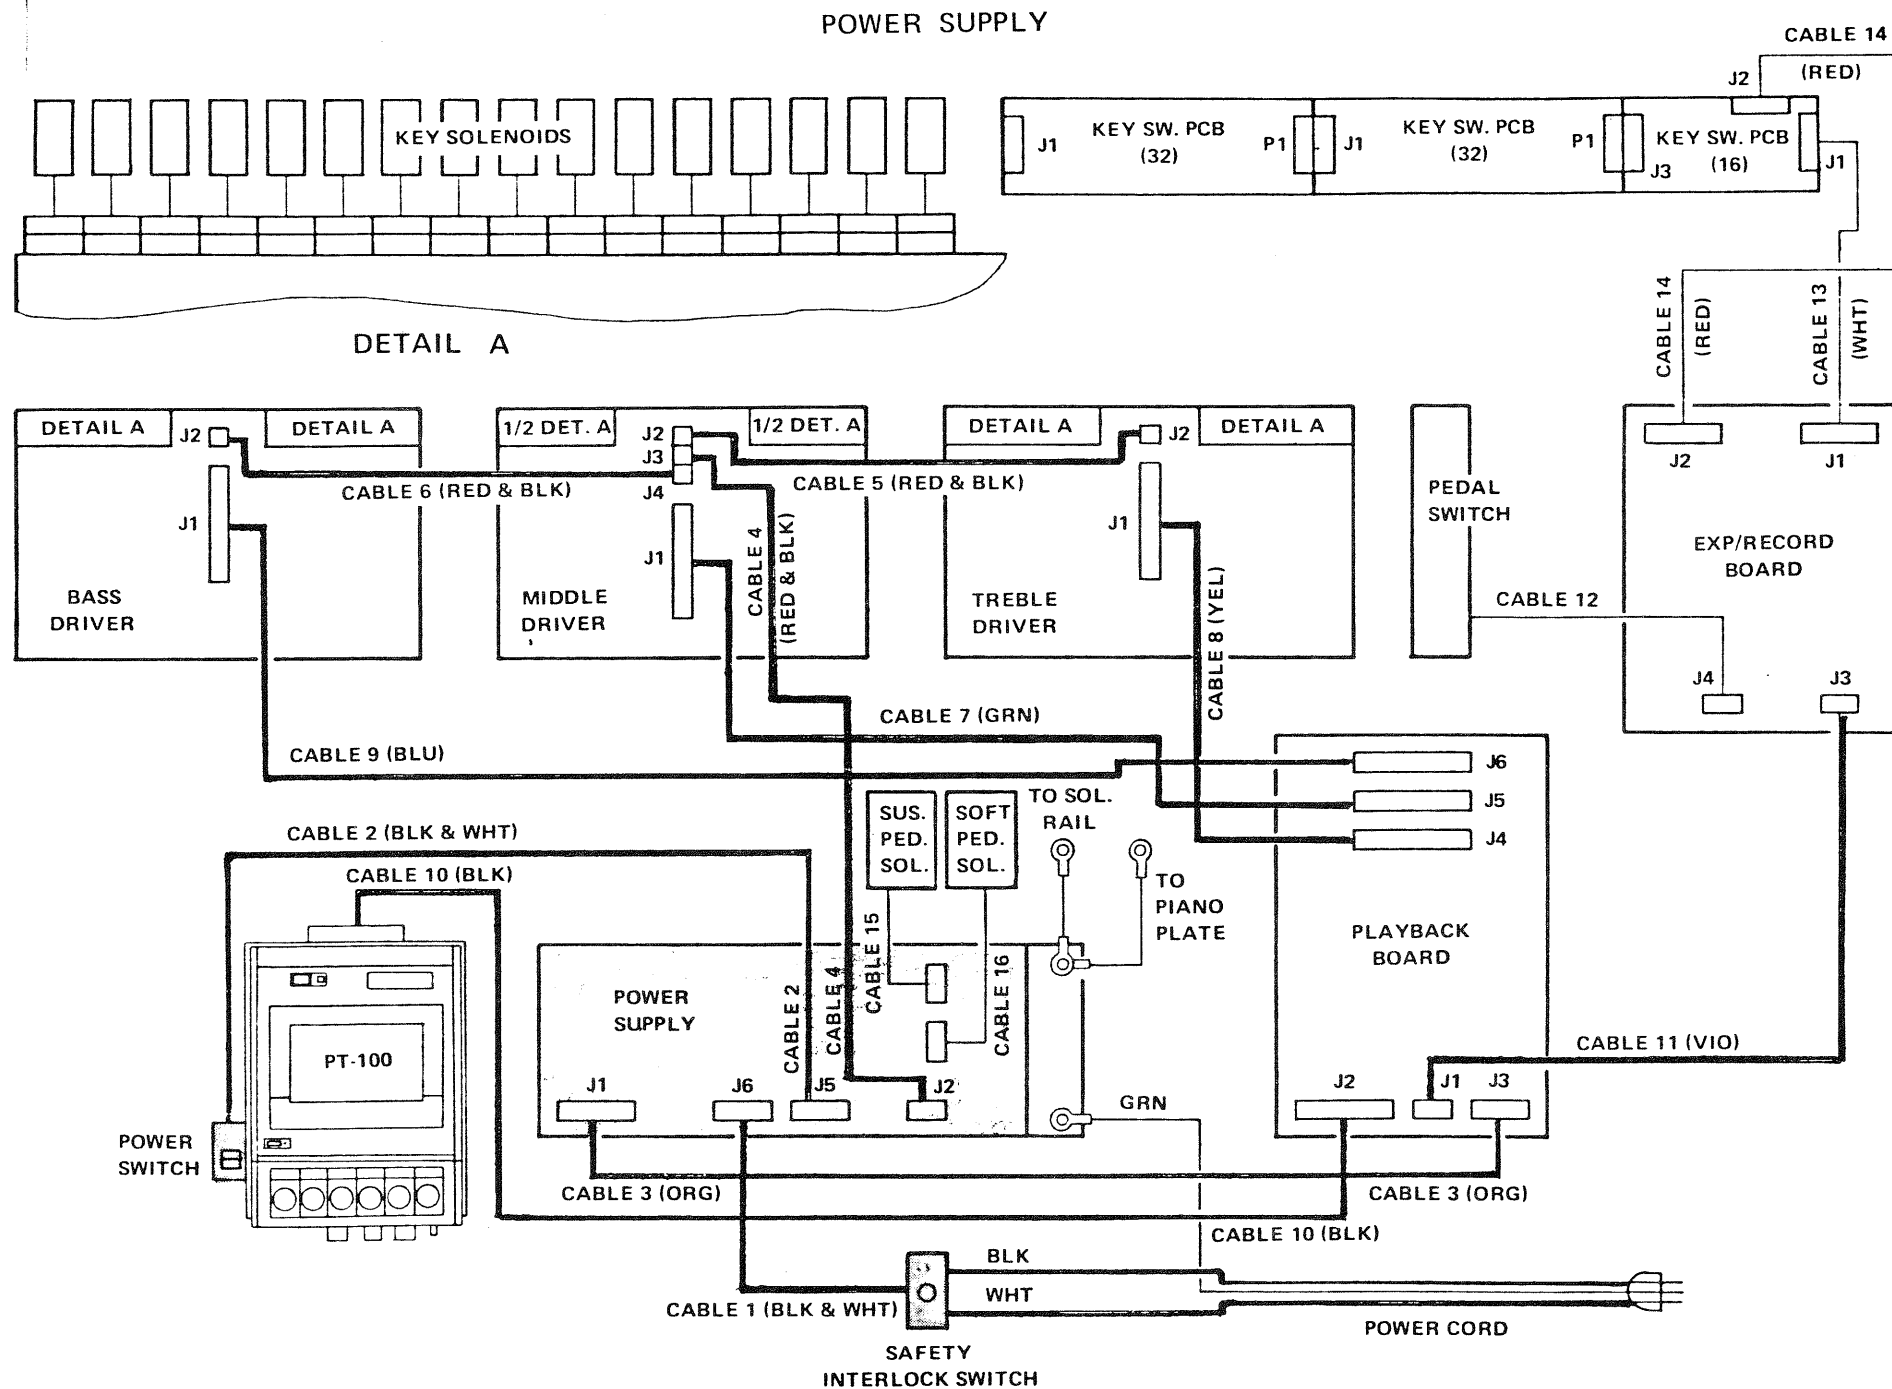 POWER SUPPLY
CABLE 14
(RED)
J2
KEY SOLENOIDS
J1
KEY SW. PCB
(32)
P1
J1
KEY SW. PCB
(32)
P1
J3
KEY SW. PCB
(16)
J1
CABLE 14
(RED)
CABLE 13
(WHT)
DETAIL A
DETAIL A
J2
DETAIL A
J1
BASS
DRIVER
1/2 DET. A
J2
J3
J4
1/2 DET. A
J1
MIDDLE
DRIVER
CABLE 6 (RED & BLK)
CABLE 4
(RED & BLK)
CABLE 5 (RED & BLK)
DETAIL A
J2
DETAIL A
J1
TREBLE
DRIVER
CABLE 8 (YEL)
PEDAL
SWITCH
CABLE 12
J2
J1
EXP/RECORD
BOARD
J4
J3
CABLE 7 (GRN)
CABLE 9 (BLU)
J6
J5
J4
PLAYBACK
BOARD
J2
J1
J3
CABLE 11 (VIO)
CABLE 2 (BLK & WHT)
CABLE 10 (BLK)
SUS.
PED.
SOL.
SOFT
PED.
SOL.
TO SOL.
RAIL
TO
PIANO
PLATE
PT-100
POWER
SWITCH
POWER
SUPPLY
CABLE 2
CABLE 4
CABLE 15
CABLE 16
J1
J6
J5
J2
GRN
CABLE 3 (ORG)
CABLE 3 (ORG)
CABLE 10 (BLK)
BLK
WHT
CABLE 1 (BLK & WHT)
POWER CORD
SAFETY
INTERLOCK SWITCH